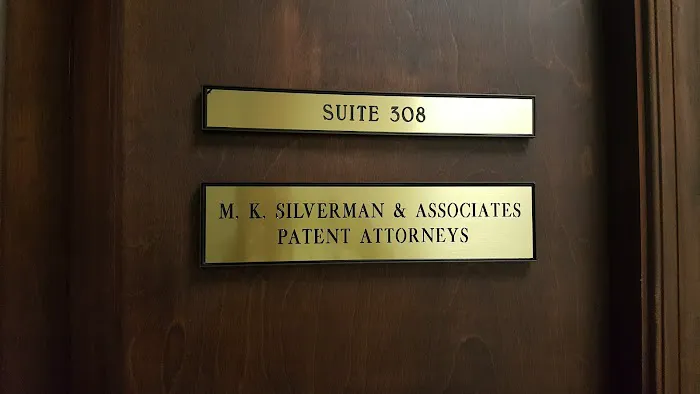 SUITE 308
M. K. SILVERMAN & ASSOCIATES
PATENT ATTORNEYS